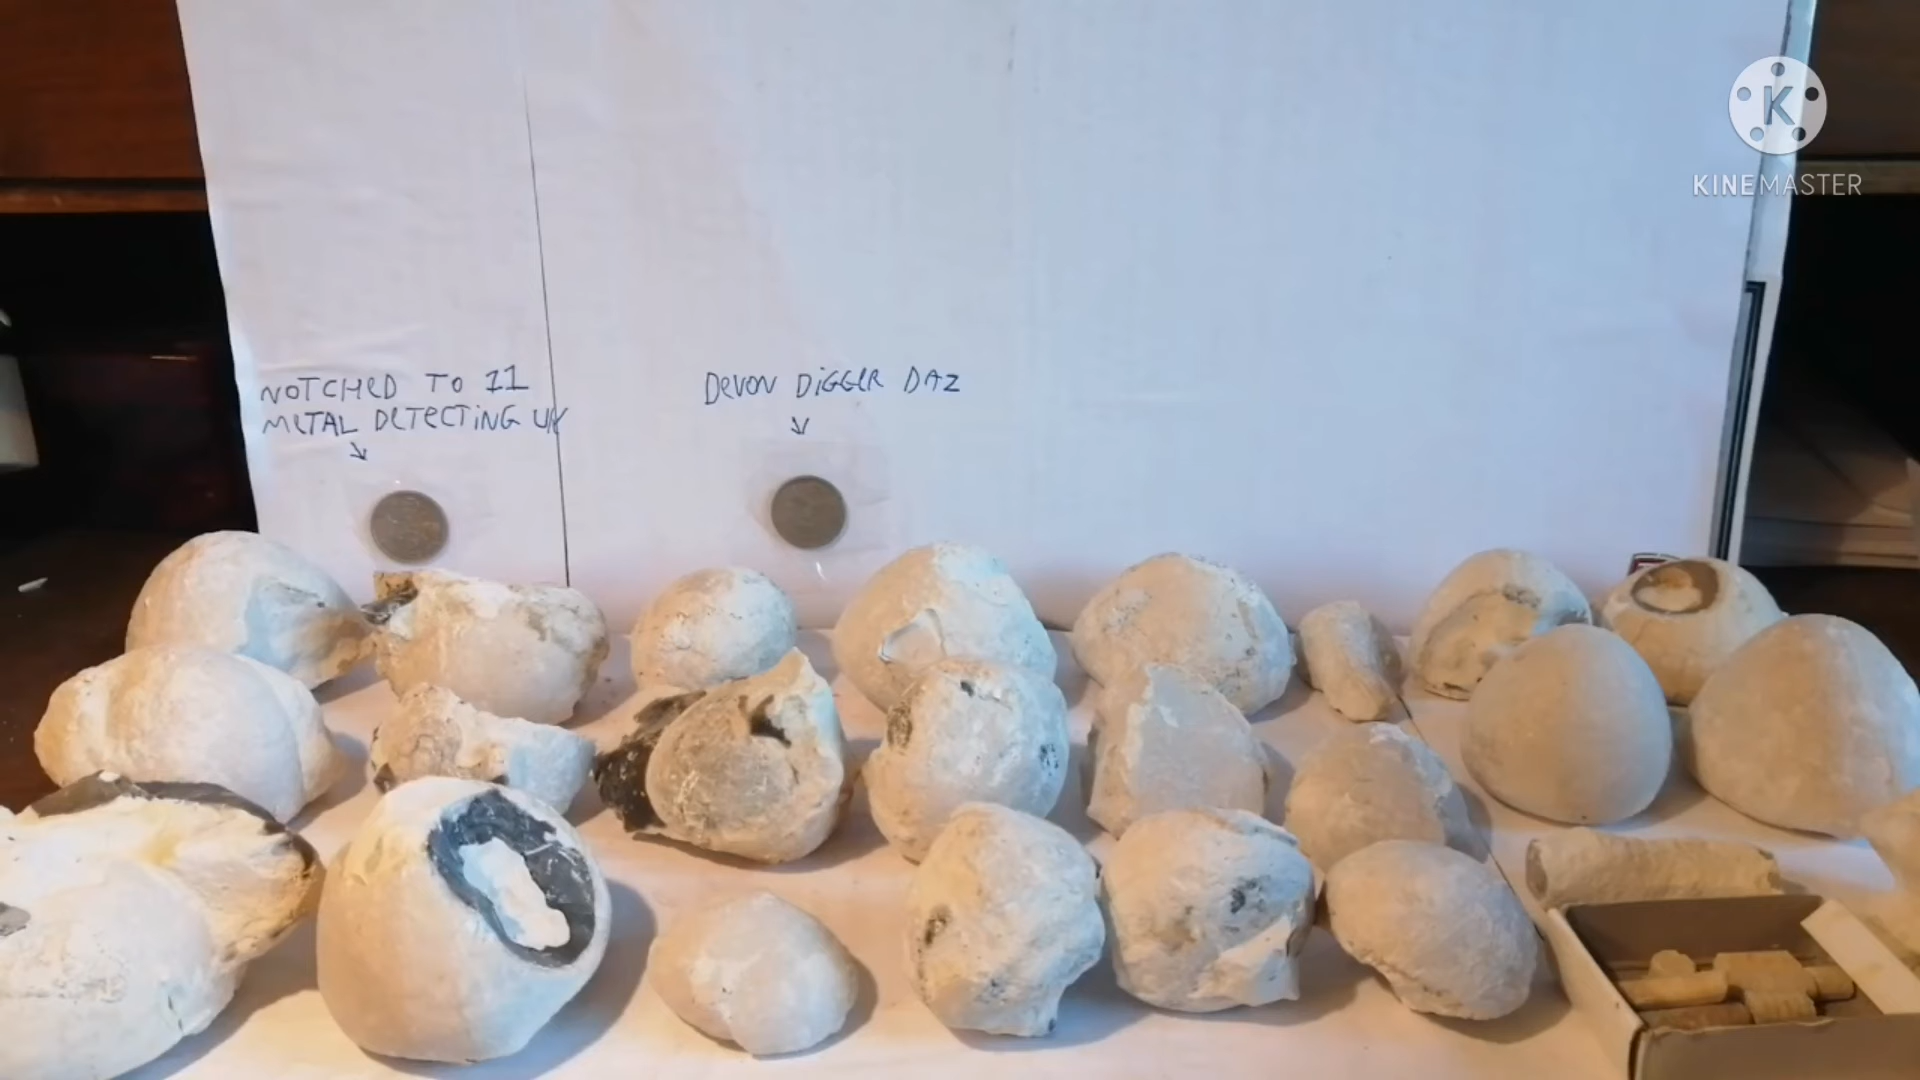 NOTCHED TO 11
METAL DETECTING UK
DEVON DIGGER DAZ
K
KINEMASTER